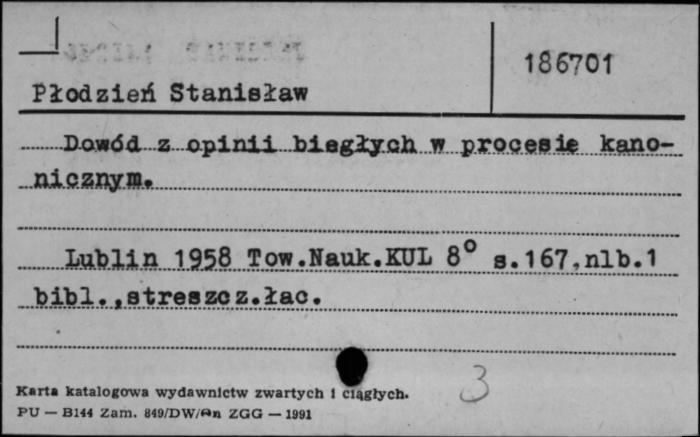 186701
Płodzień Stanisław
Dowód z opinii biegłych w procesie kano-
nicznym.
Lublin 1958 Tow.Nauk.KUL 8° s.167,nlb.1
bibl.,streszcz.łac.
3
Karta katalogowa wydawnictw zwartych i ciągłych.
PU — B144 Zam. 849/DW/An ZGG — 1991